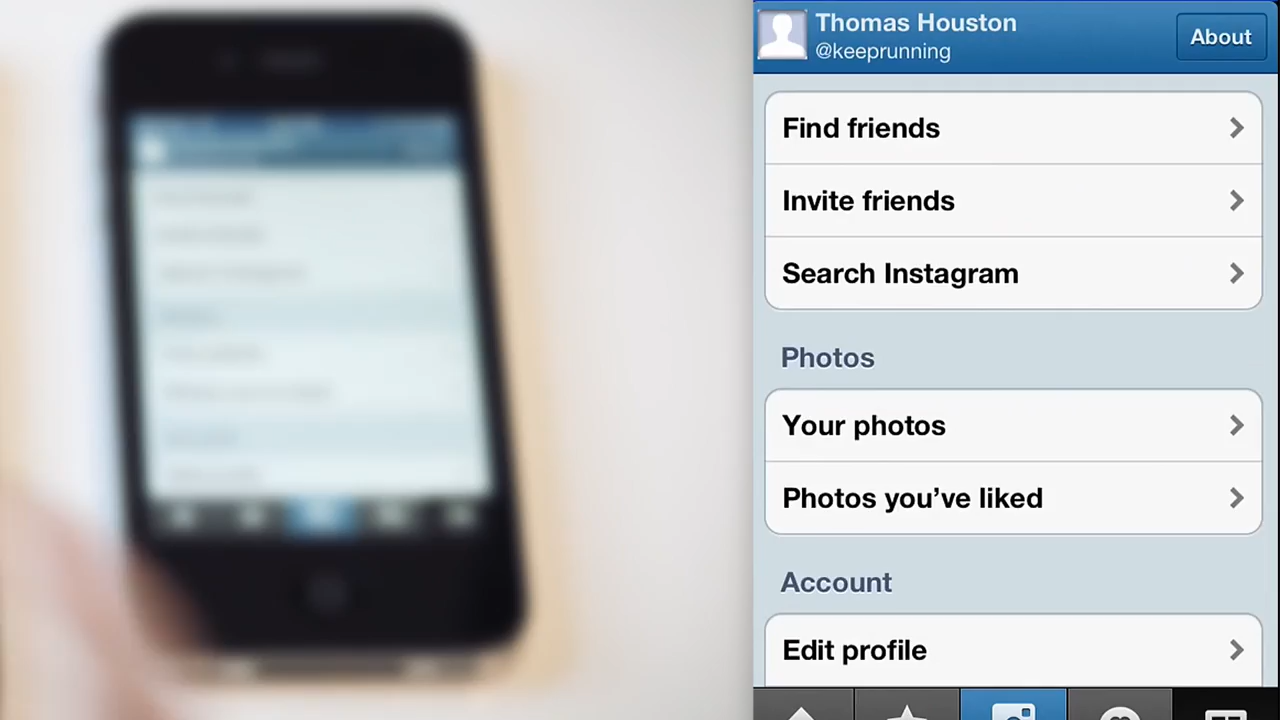 Thomas Houston
@keeprunning
About
Find friends
Invite friends
Search Instagram
Photos
Your photos
Photos you’ve liked
Account
Edit profile